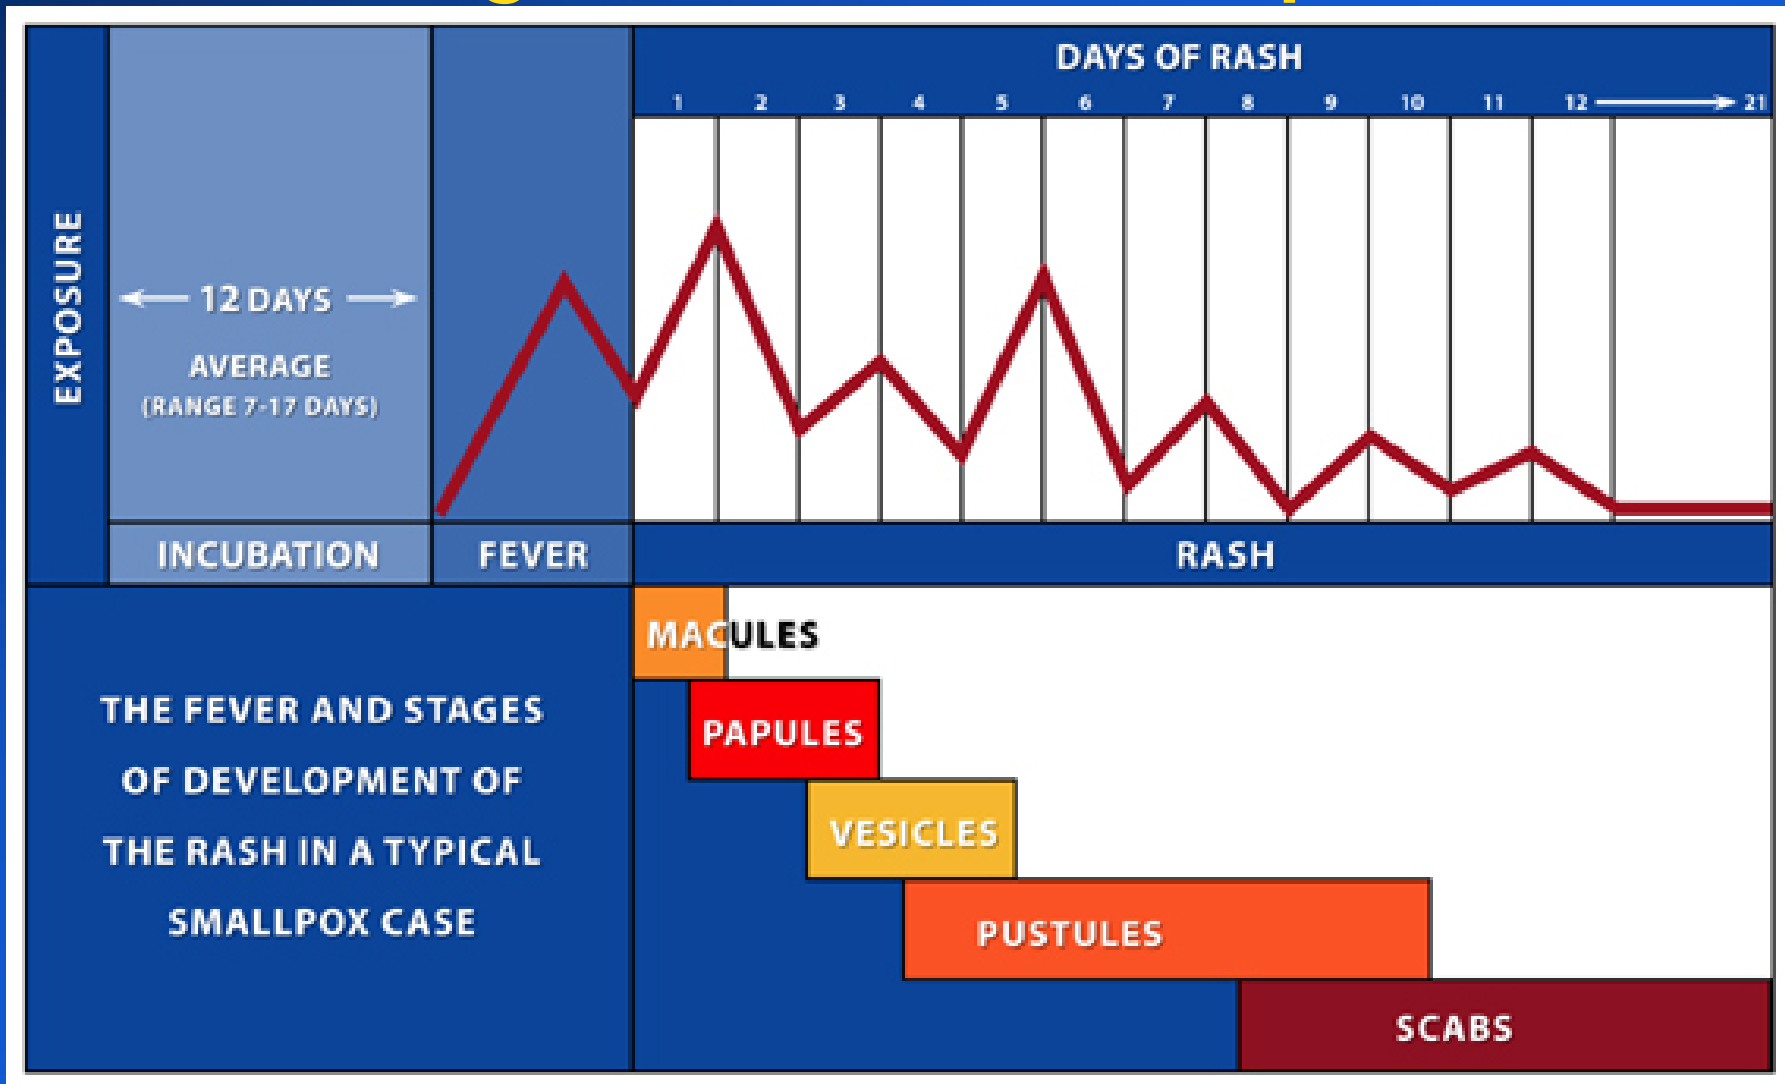 DAYS OF RASH
1 2 3 4 5 6 7 8 9 10 11 12 21
EXPOSURE
12 DAYS
AVERAGE
(RANGE 7-17 DAYS)
INCUBATION
FEVER
RASH
MACULES
PAPULES
VESICLES
PUSTULES
SCABS
THE FEVER AND STAGES
OF DEVELOPMENT OF
THE RASH IN A TYPICAL
SMALLPOX CASE